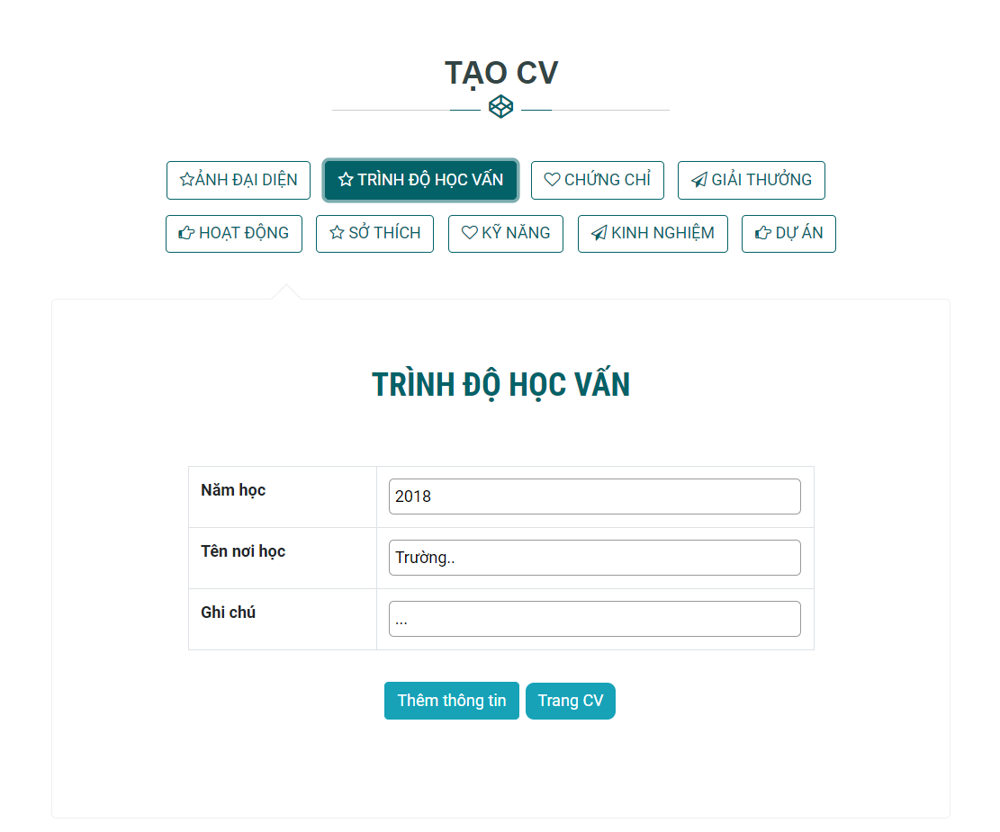 TẠO CV
ẢNH ĐẠI DIỆN TRÌNH ĐỘ HỌC VẤN CHỨNG CHỈ GIẢI THƯỞNG
HOẠT ĐỘNG SỞ THÍCH KỸ NĂNG KINH NGHIỆM DỰ ÁN
TRÌNH ĐỘ HỌC VẤN
Năm học 2018
Tên nơi học Trường..
Ghi chú ...
Thêm thông tin Trang CV